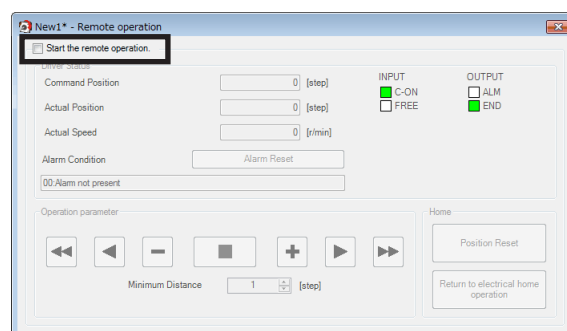 New1* - Remote operation
Start the remote operation.
Driver Status
Command Position 0 [step]
INPUT OUTPUT
C-ON ALM
Actual Position 0 [step]
FREE END
Actual Speed 0 [r/min]
Alarm Condition Alarm Reset
00:Alarm not present
Operation parameter
Home
Position Reset
Minimum Distance 1 [step]
Return to electrical home
operation